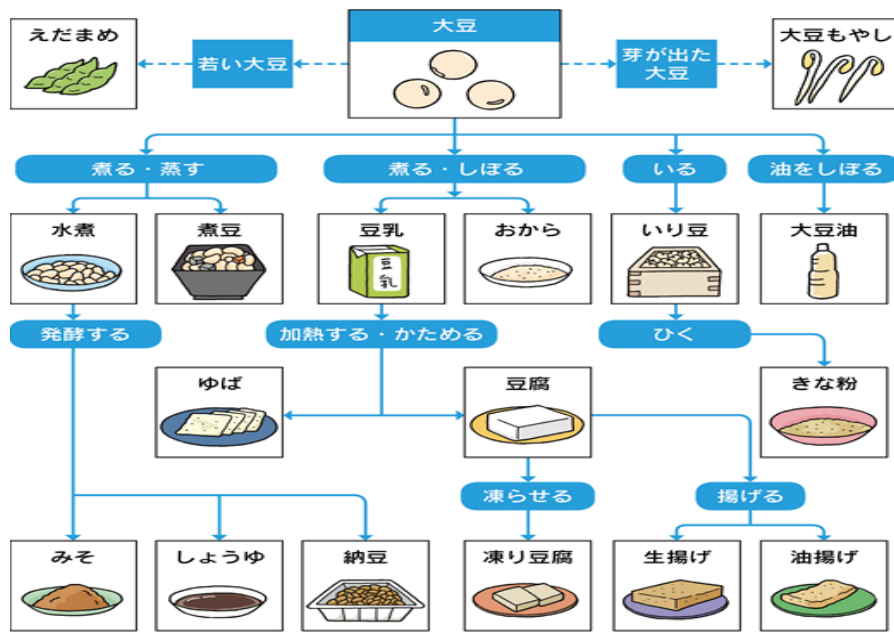 えだまめ
若い大豆
大豆
芽が出た
大豆
大豆もやし
煮る・蒸す
煮る・しぼる
いる
油をしぼる
水煮
煮豆
豆乳
豆
乳
おから
いり豆
大豆油
発酵する
加熱する・かためる
ひく
ゆば
豆腐
きな粉
凍らせる
揚げる
みそ
しょうゆ
納豆
凍り豆腐
生揚げ
油揚げ